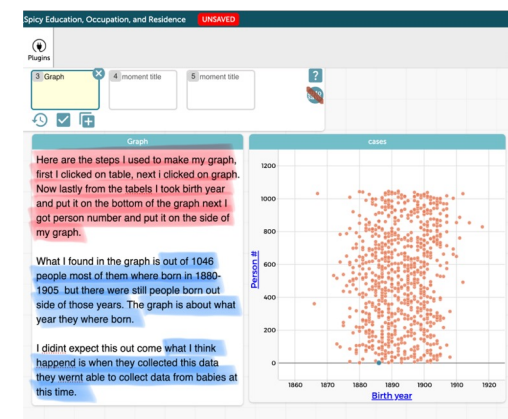 Spicy Education, Occupation, and Residence UNSAVED
Plugins
3 Graph
4 moment title
5 moment title
?
Graph
Here are the steps I used to make my graph,
first I clicked on table, next i clicked on graph.
Now lastly from the tabels I took birth year
and put it on the bottom of the graph next I
got person number and put it on the side of
my graph.
What I found in the graph is out of 1046
people most of them where born in 1880-
1905 but there were still people born out
side of those years. The graph is about what
year they where born.
I didint expect this out come what I think
happend is when they collected this data
they wernt able to collect data from babies at
this time.
cases
1200
1000
800
600
400
200
0
Person #
1860 1870 1880 1890 1900 1910 1920
Birth year